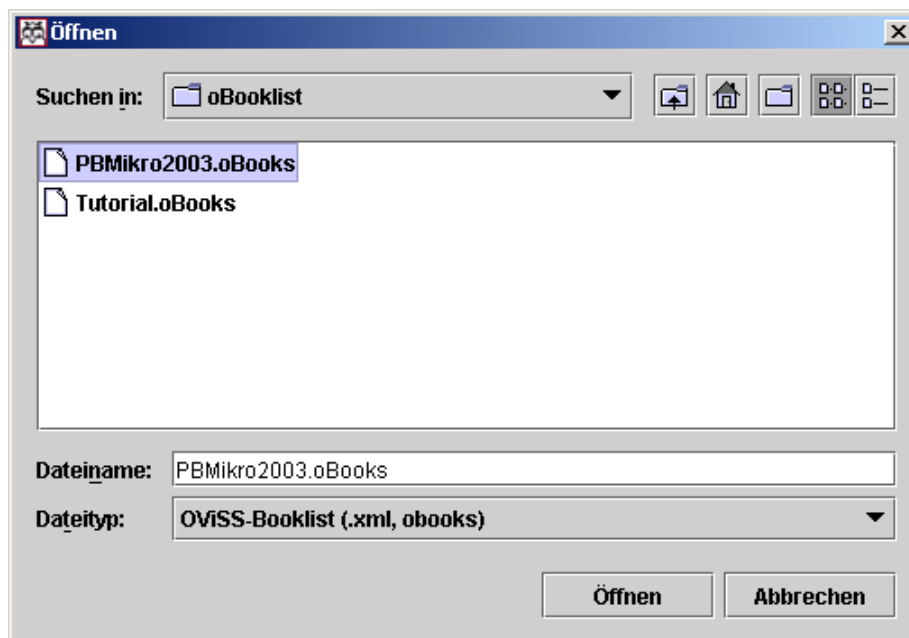 Öffnen
Suchen in: oBooklist
PBMikro2003.oBooks
Tutorial.oBooks
Dateiname: PBMikro2003.oBooks
Dateityp: OViSS-Booklist (.xml, obooks)
Öffnen Abbrechen